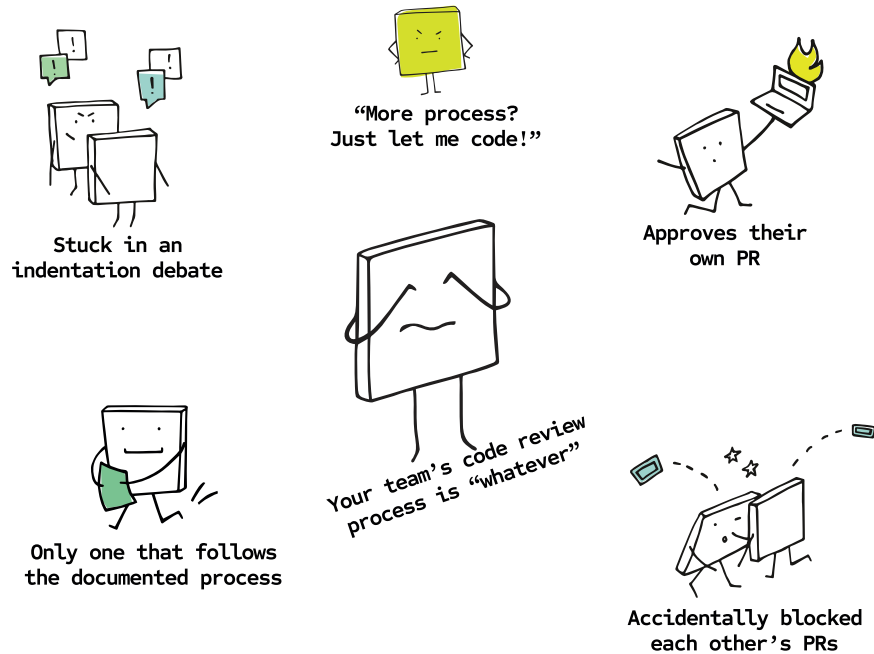 !
!
!
!
“More process?
Just let me code!”
Stuck in an
indentation debate
Approves their
own PR
Your team’s code review
process is “whatever”
Only one that follows
the documented process
Accidentally blocked
each other’s PRs